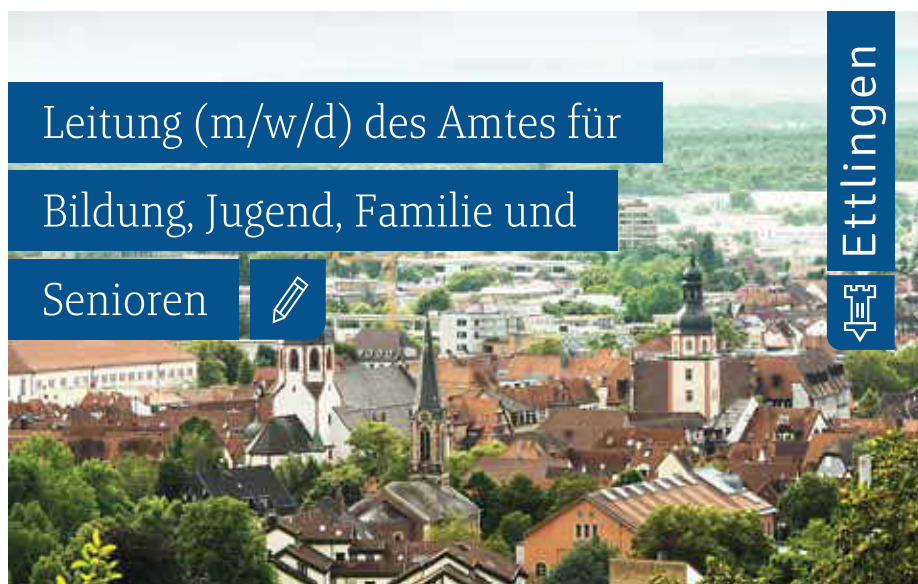 Leitung (m/w/d) des Amtes für
Bildung, Jugend, Familie und
Senioren
Ettlingen